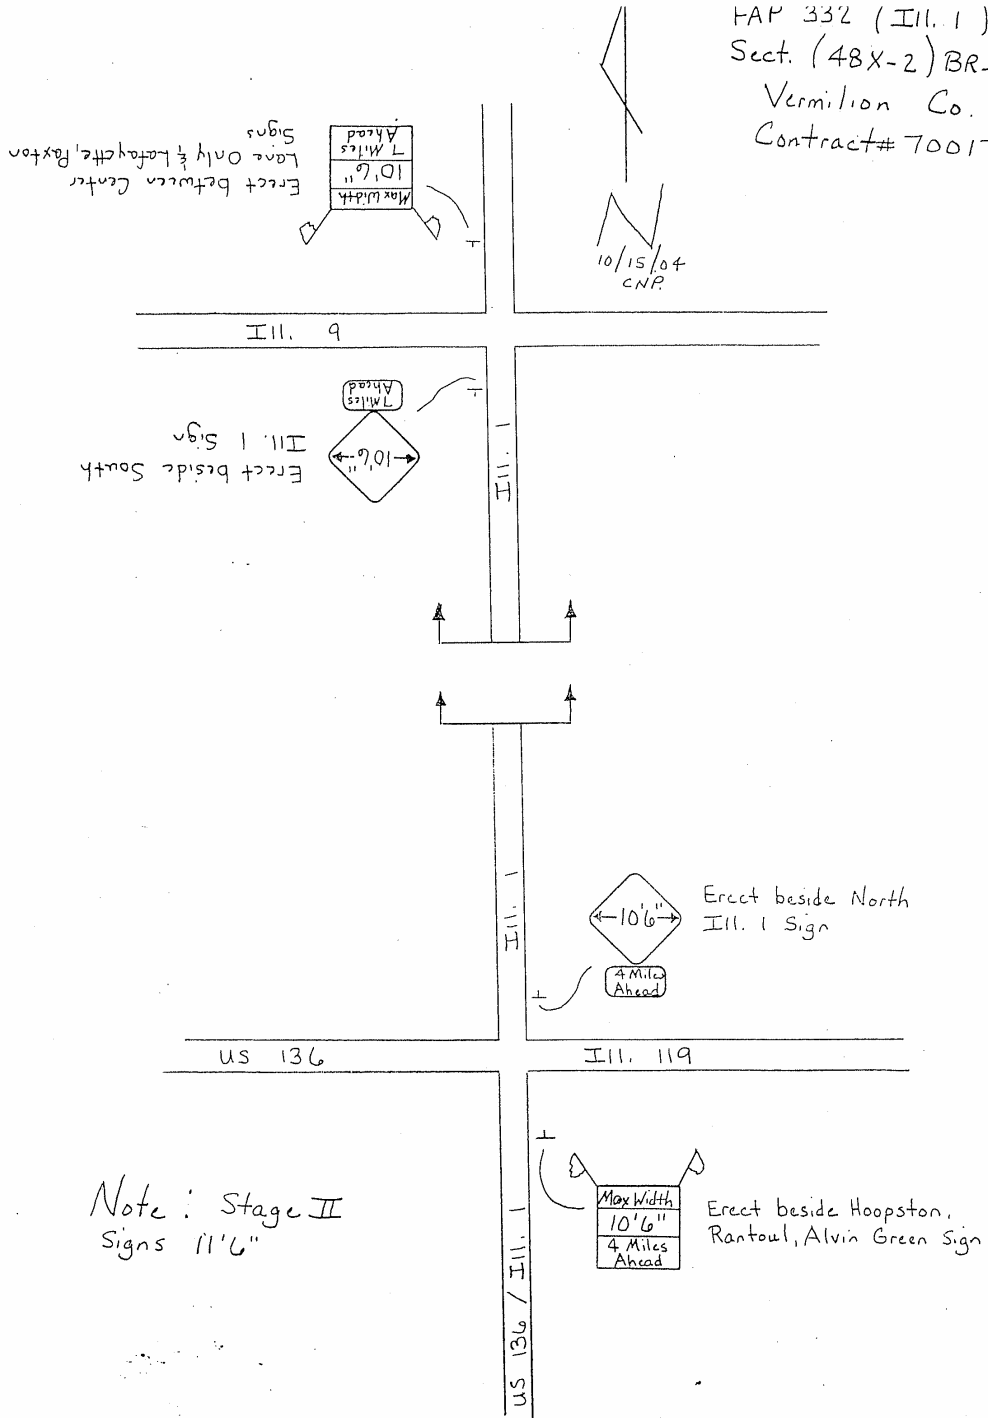 FAP 332 (Ill. 1)
Sect. (48X-2) BR-
Vermilion Co.
Contract# 7001
N
10/15/04
CNP.
Max Width
10'6"
7 Miles
Ahead
Erect between Center
Lane Only & Lafayette, Paxton
Signs
Ill. 9
10'6"
7 Miles
Ahead
Erect beside South
Ill. 1 Sign
Ill. 1
Ill. 1
10'6"
4 Miles
Ahead
Erect beside North
Ill. 1 Sign
US 136
Ill. 119
Max Width
10'6"
4 Miles
Ahead
Erect beside Hoopston,
Rantoul, Alvin Green Sign
Note: Stage II
Signs 11'6"
US 136 / Ill. 1